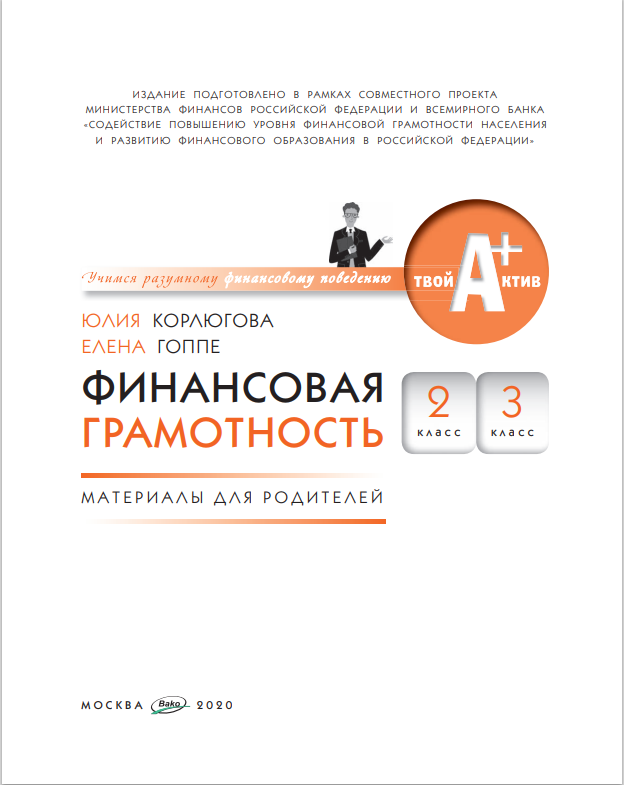 ИЗДАНИЕ ПОДГОТОВЛЕНО В РАМКАХ СОВМЕСТНОГО ПРОЕКТА
МИНИСТЕРСТВА ФИНАНСОВ РОССИЙСКОЙ ФЕДЕРАЦИИ И ВСЕМИРНОГО БАНКА
«СОДЕЙСТВИЕ ПОВЫШЕНИЮ УРОВНЯ ФИНАНСОВОЙ ГРАМОТНОСТИ НАСЕЛЕНИЯ
И РАЗВИТИЮ ФИНАНСОВОГО ОБРАЗОВАНИЯ В РОССИЙСКОЙ ФЕДЕРАЦИИ»
Учимся разумному финансовому поведению
ТВОЙ А+КТИВ
ЮЛИЯ КОРЛЮГОВА
ЕЛЕНА ГОППЕ
ФИНАНСОВАЯ
ГРАМОТНОСТЬ
2 класс
3 класс
МАТЕРИАЛЫ ДЛЯ РОДИТЕЛЕЙ
МОСКВА Вако 2020